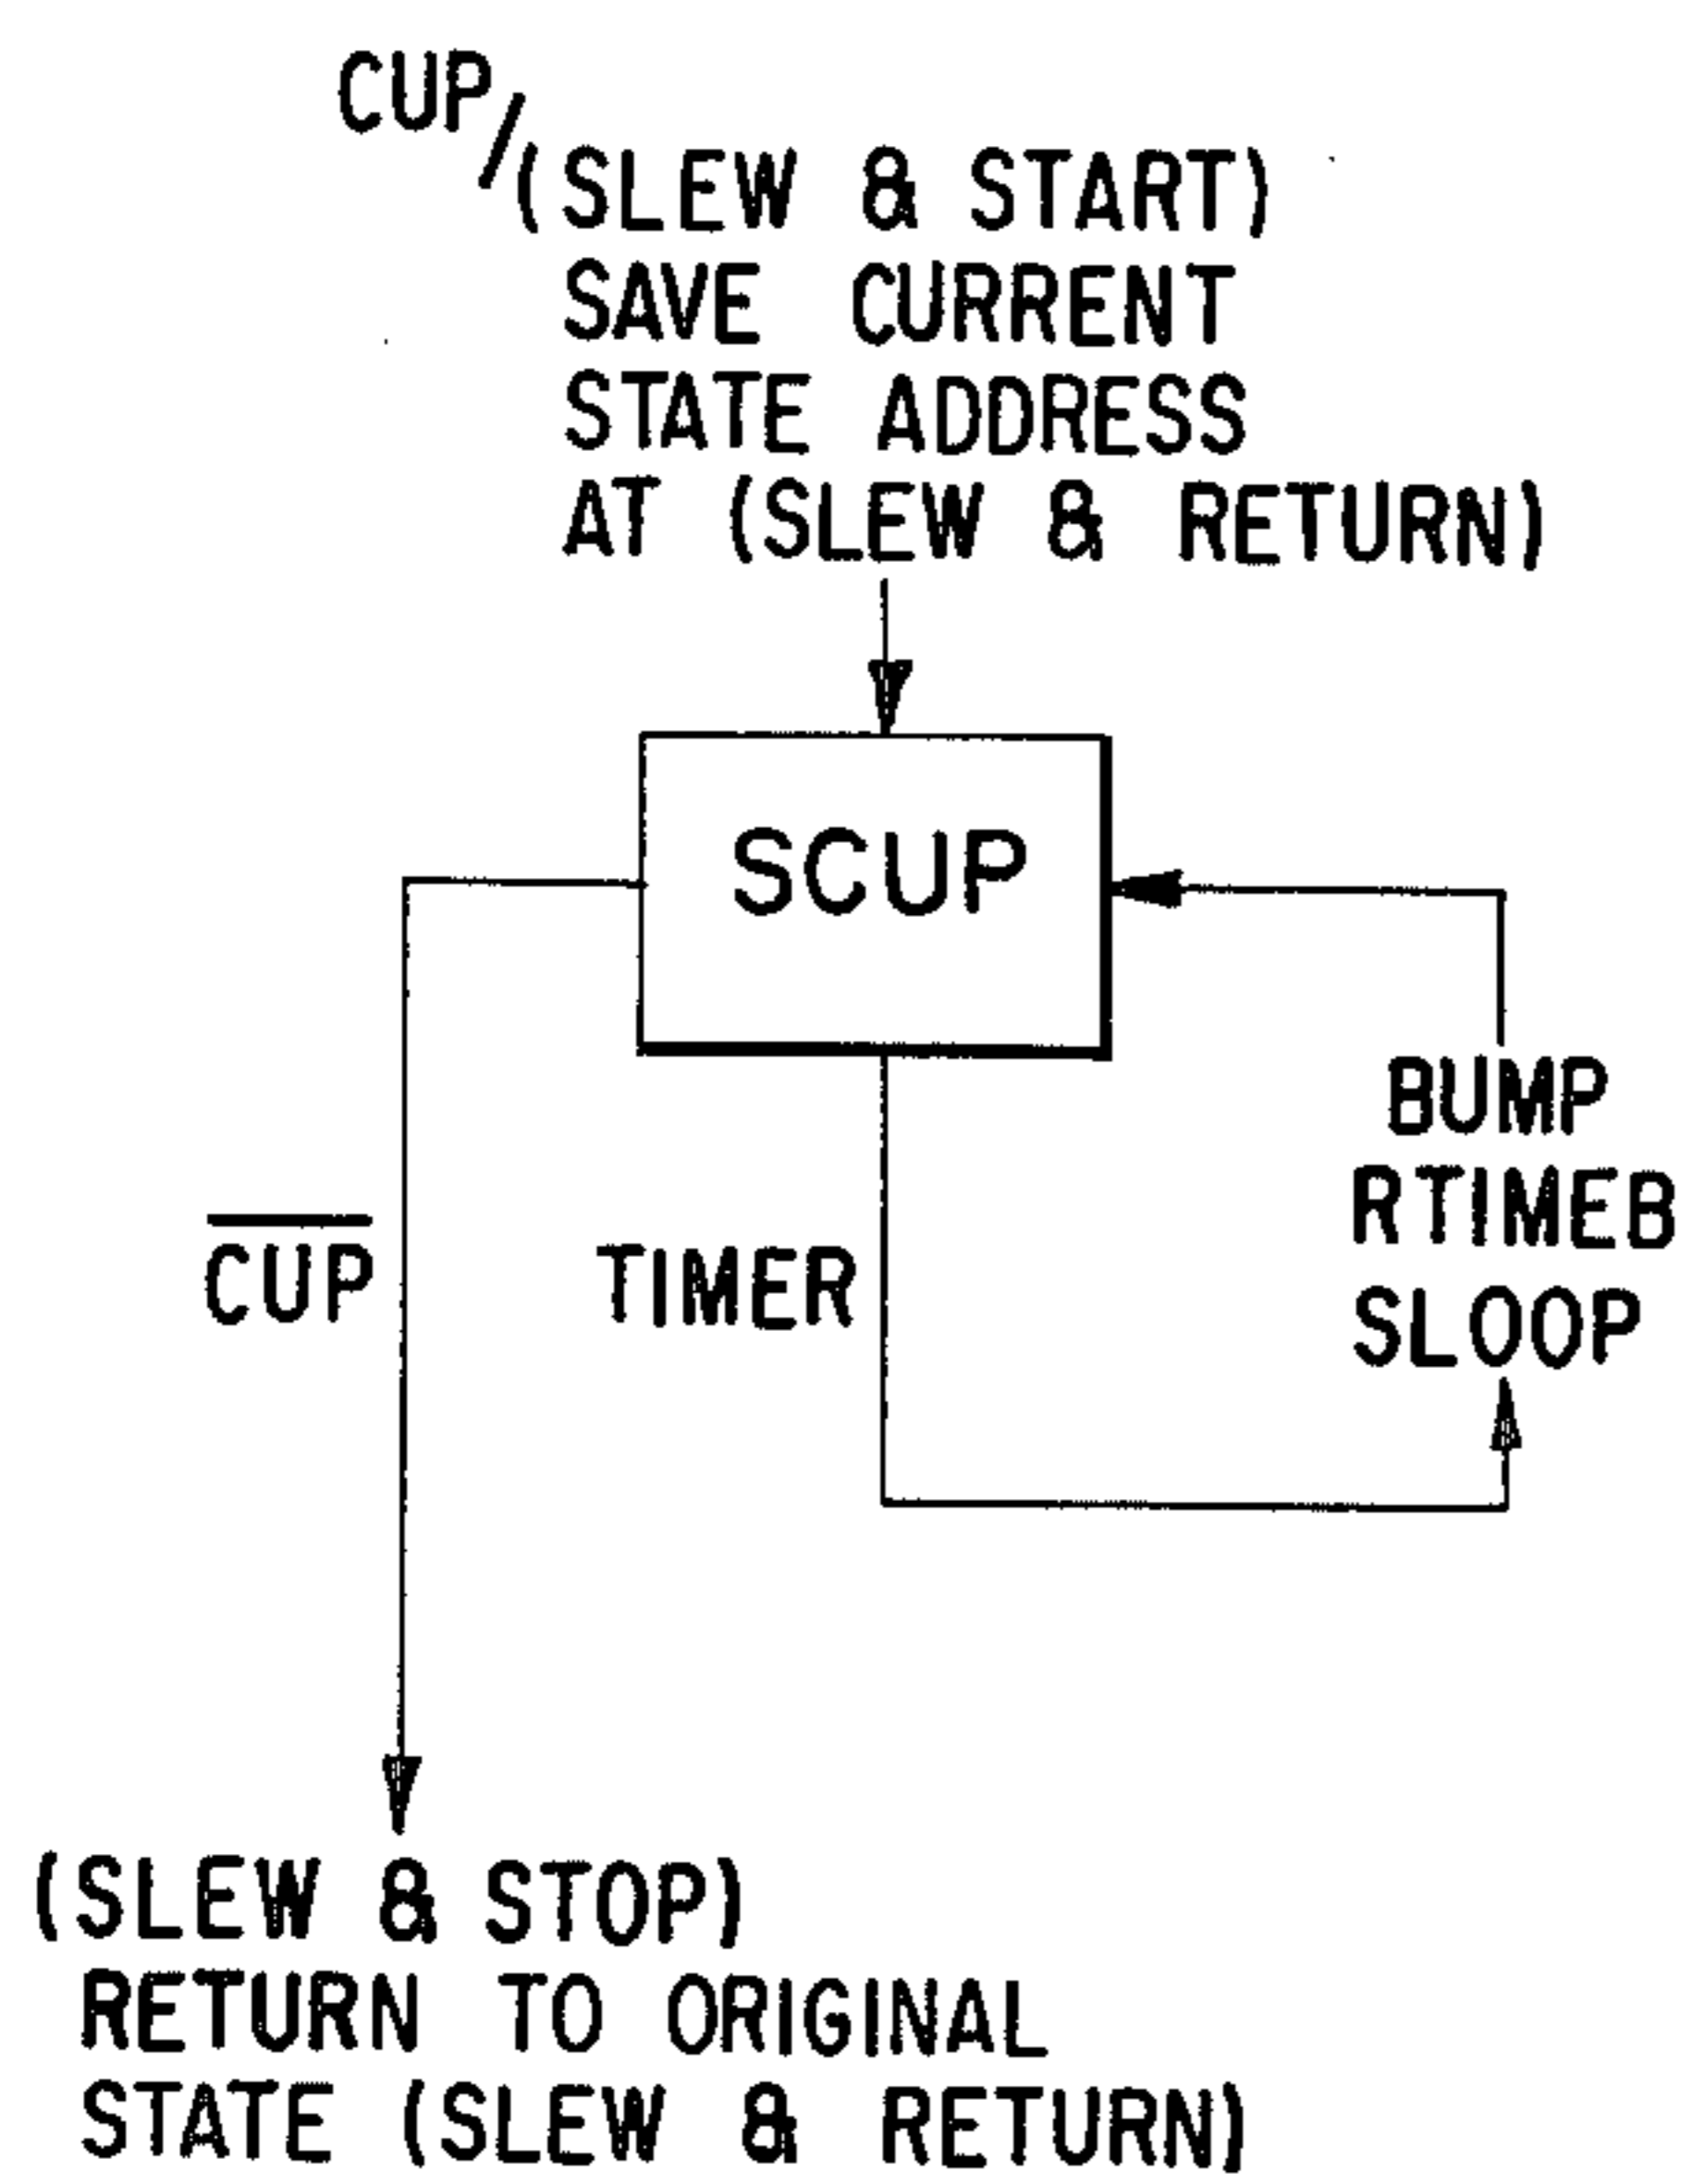 CUP/(SLEW & START)
SAVE CURRENT
STATE ADDRESS
AT (SLEW & RETURN)
SCUP
BUMP
RTIMEB
SLOOP
C̅U̅P̅
TIMER
(SLEW & STOP)
RETURN TO ORIGINAL
STATE (SLEW & RETURN)